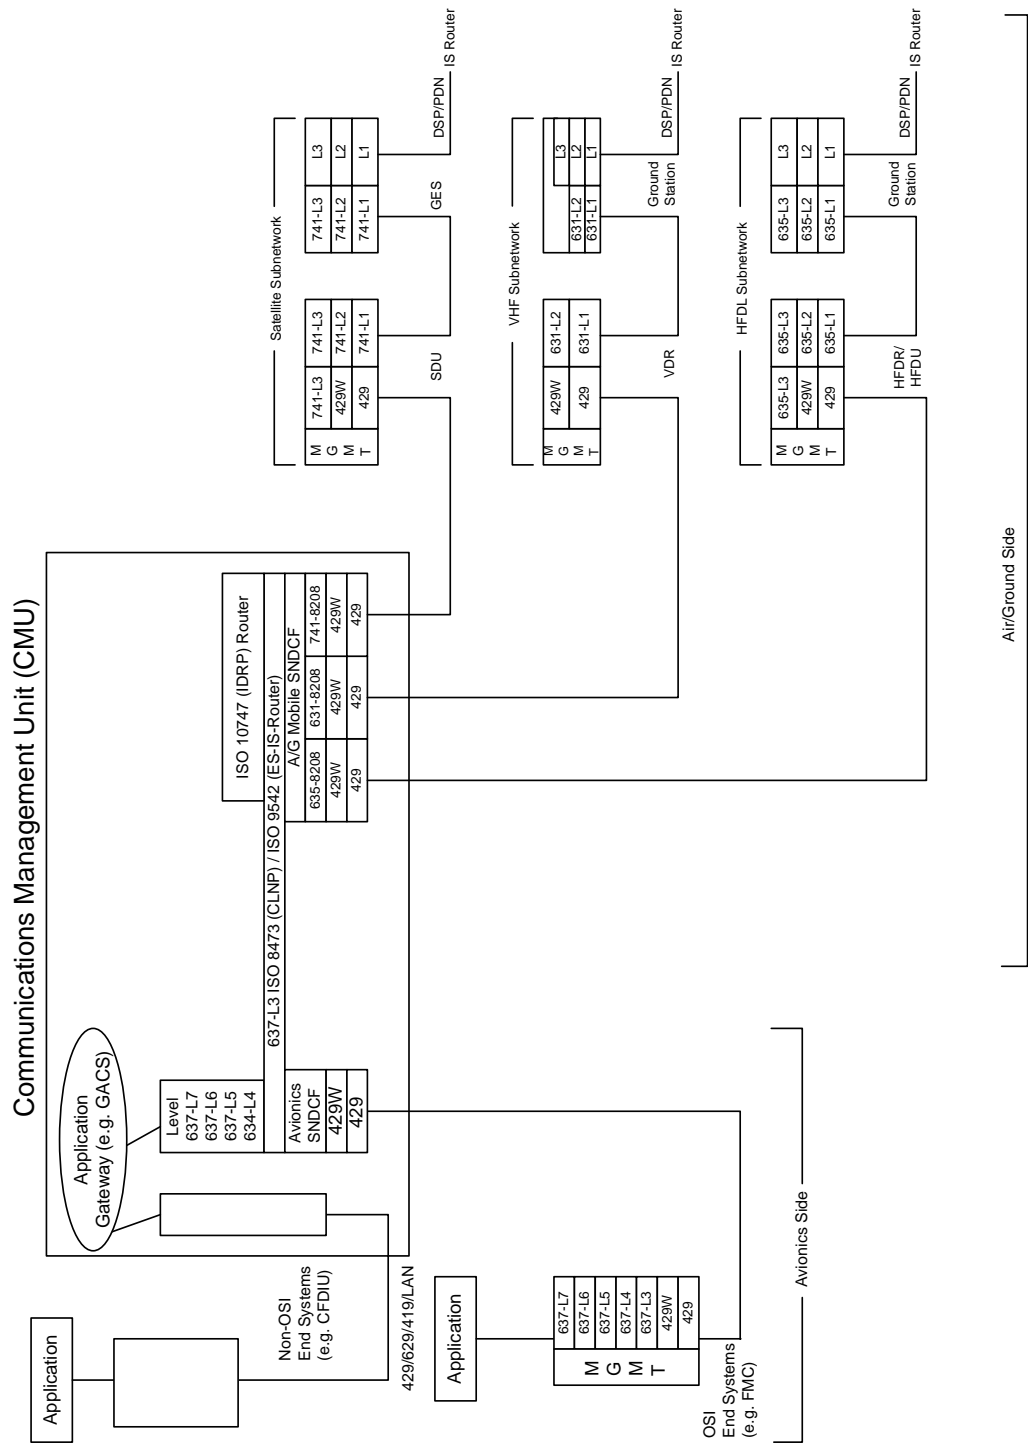 Communications Management Unit (CMU)
Application
Non-OSI
End Systems
(e.g. CFDIU)
429/629/419/LAN
Application
Gateway (e.g. GACS)
Level
637-L7
637-L6
637-L5
634-L4
637-L3 ISO 8473 (CLNP) / ISO 9542 (ES-IS-Router)
Avionics
SNDCF
429W
429
ISO 10747 (IDRP) Router
A/G Mobile SNDCF
635-8208
631-8208
741-8208
429W
429W
429W
429
429
429
Application
M
G
M
T
637-L7
637-L6
637-L5
637-L4
637-L3
429W
429
OSI
End Systems
(e.g. FMC)
Avionics Side
Satellite Subnetwork
M
G
M
T
741-L3
429W
429
741-L3
741-L2
741-L1
SDU
741-L3
741-L2
741-L1
L3
L2
L1
GES
DSP/PDN
IS Router
VHF Subnetwork
M
G
M
T
429W
429
631-L2
631-L1
VDR
631-L2
631-L1
L3
L2
L1
Ground
Station
DSP/PDN
IS Router
HFDL Subnetwork
M
G
M
T
635-L3
429W
429
635-L3
635-L2
635-L1
HFDR/
HFDU
635-L3
635-L2
635-L1
L3
L2
L1
Ground
Station
DSP/PDN
IS Router
Air/Ground Side